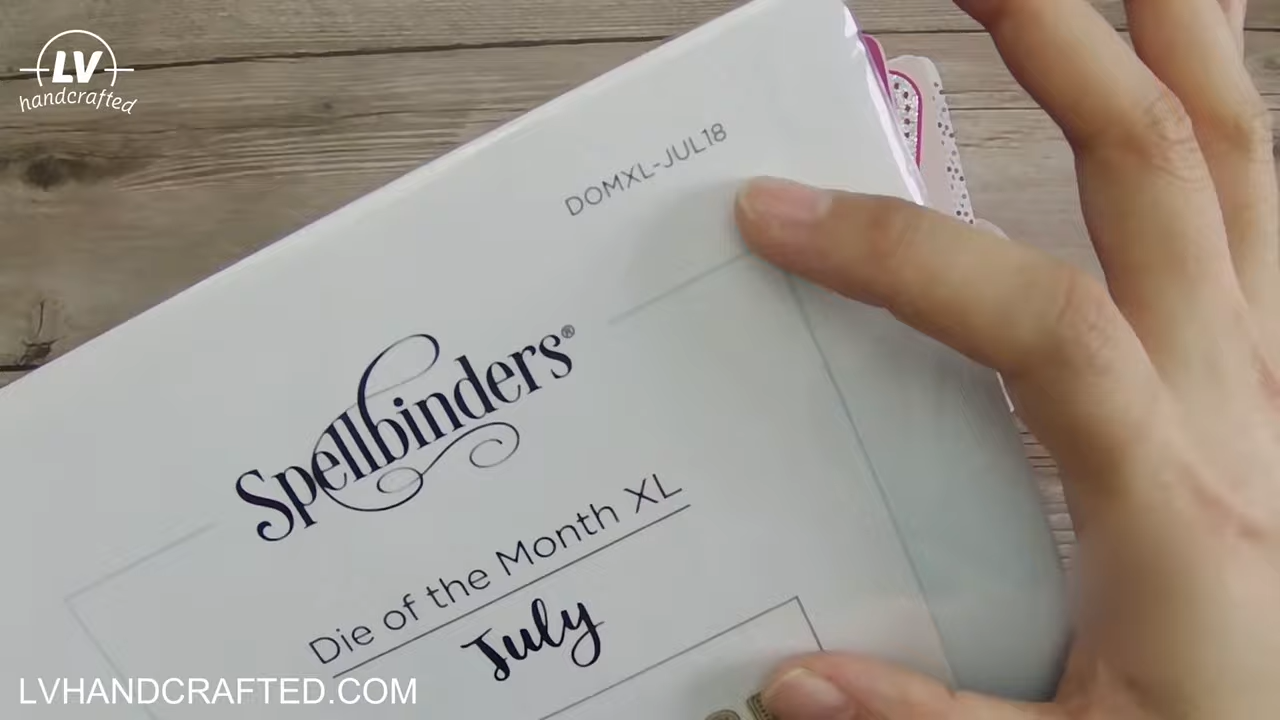 LV
handcrafted
DOMXL-JUL18
Spellbinders®
Die of the Month XL
July
LVHANDCRAFTED.COM